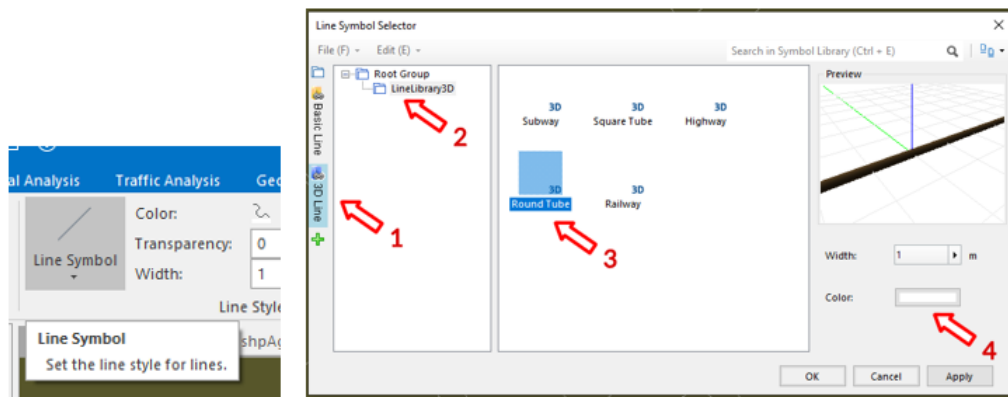 al Analysis Traffic Analysis Geo
Line Symbol
Color:
Transparency: 0
Width: 1
Line Style
Line Symbol
Set the line style for lines.
shpAg
Line Symbol Selector
File (F) Edit (E)
Search in Symbol Library (Ctrl + E)
Basic Line
3D Line
Root Group
LineLibrary3D
3D 3D 3D
Subway Square Tube Highway
3D 3D
Round Tube Railway
Preview
Width: 1 m
Color:
1
2
3
4
OK Cancel Apply